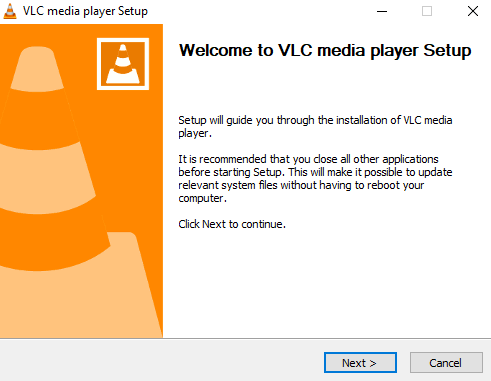 VLC media player Setup
Welcome to VLC media player Setup
Setup will guide you through the installation of VLC media
player.
It is recommended that you close all other applications
before starting Setup. This will make it possible to update
relevant system files without having to reboot your
computer.
Click Next to continue.
Next >
Cancel